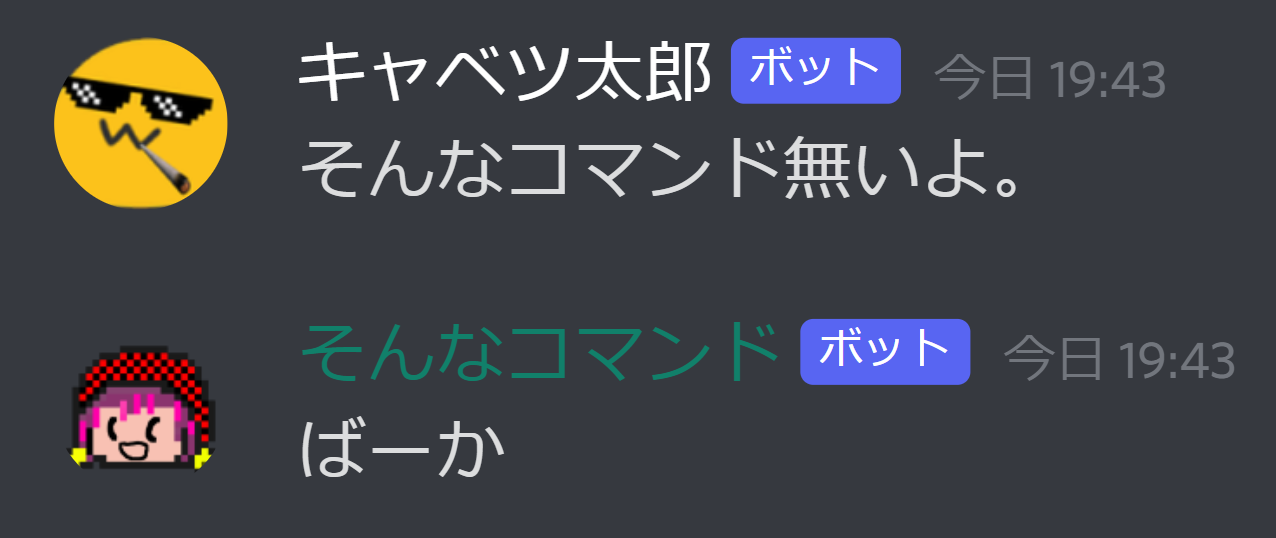 キャベツ太郎 ボット 今日 19:43
そんなコマンド無いよ。
そんなコマンド ボット 今日 19:43
ばーか